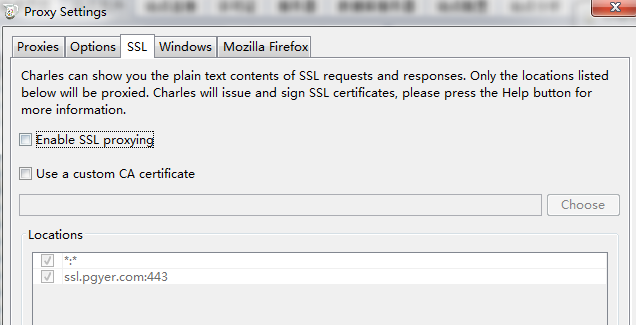 Proxy Settings
Proxies Options SSL Windows Mozilla Firefox
Charles can show you the plain text contents of SSL requests and responses. Only the locations listed
below will be proxied. Charles will issue and sign SSL certificates, please press the Help button for
more information.
Enable SSL proxying
Use a custom CA certificate
Choose
Locations
*:*
ssl.pgyer.com:443